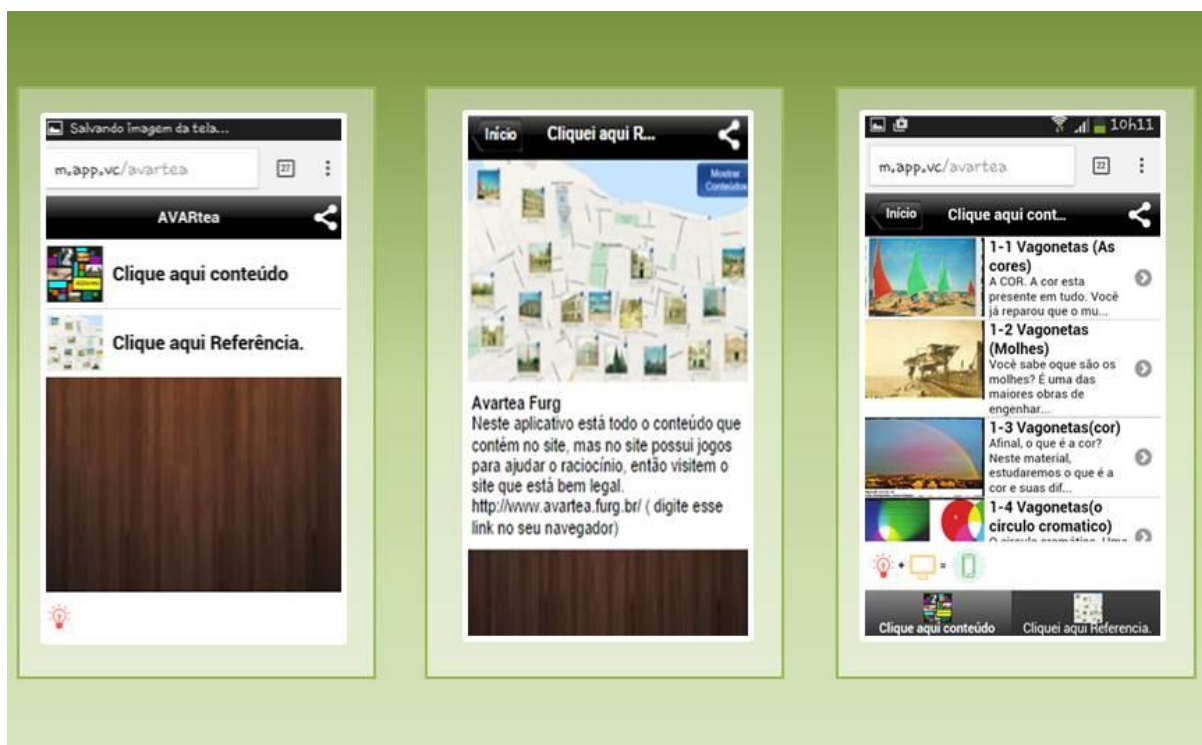 Salvando imagem da tela...
m.app.vc/avartea
27
AVARtea
Clique aqui conteúdo
Clique aqui Referência.
Início
Cliquei aqui R...
Mostrar
Conteúdos
Avartea Furg
Neste aplicativo está todo o conteúdo que
contém no site, mas no site possui jogos
para ajudar o raciocínio, então visitem o
site que está bem legal.
http://www.avartea.furg.br/ ( digite esse
link no seu navegador)
10h11
m.app.vc/avartea
22
Início
Clique aqui cont...
1-1 Vagonetas (As
cores)
A COR. A cor esta
presente em tudo. Você
já reparou que o mu...
1-2 Vagonetas
(Molhes)
Você sabe oque são os
molhes? É uma das
maiores obras de
engenhar...
1-3 Vagonetas(cor)
Afinal, o que é a cor?
Neste material,
estudaremos o que é a
cor e suas dif...
1-4 Vagonetas(o
circulo cromatico)
+ =
Clique aqui conteúdo
Cliquei aqui Referencia.